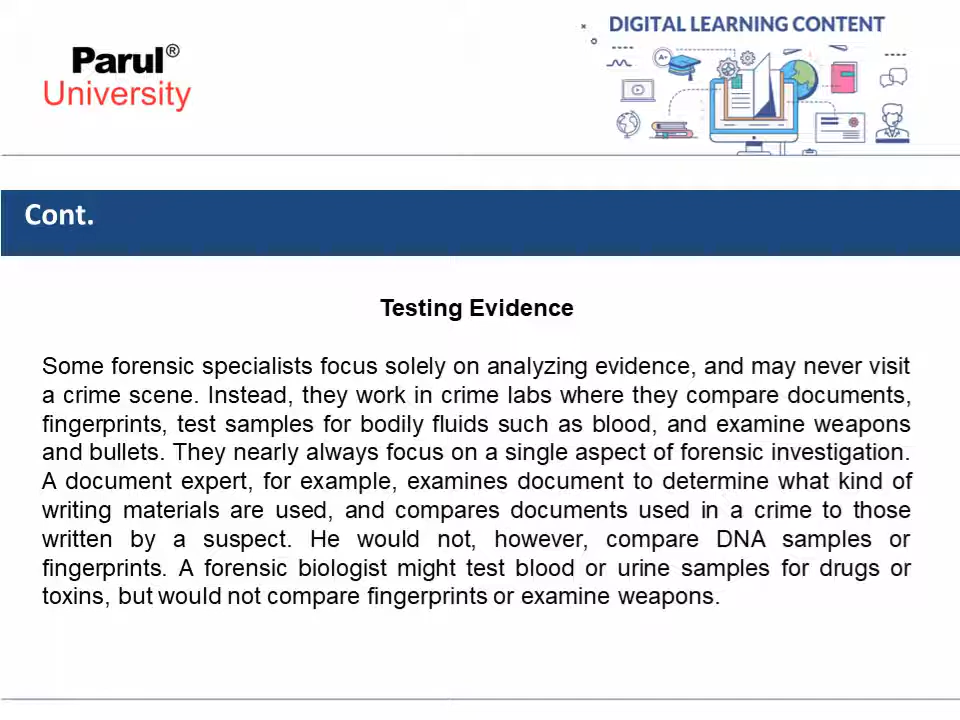 DIGITAL LEARNING CONTENT
Parul®
University
A+
Cont.
Testing Evidence
Some forensic specialists focus solely on analyzing evidence, and may never visit
a crime scene. Instead, they work in crime labs where they compare documents,
fingerprints, test samples for bodily fluids such as blood, and examine weapons
and bullets. They nearly always focus on a single aspect of forensic investigation.
A document expert, for example, examines document to determine what kind of
writing materials are used, and compares documents used in a crime to those
written by a suspect. He would not, however, compare DNA samples or
fingerprints. A forensic biologist might test blood or urine samples for drugs or
toxins, but would not compare fingerprints or examine weapons.